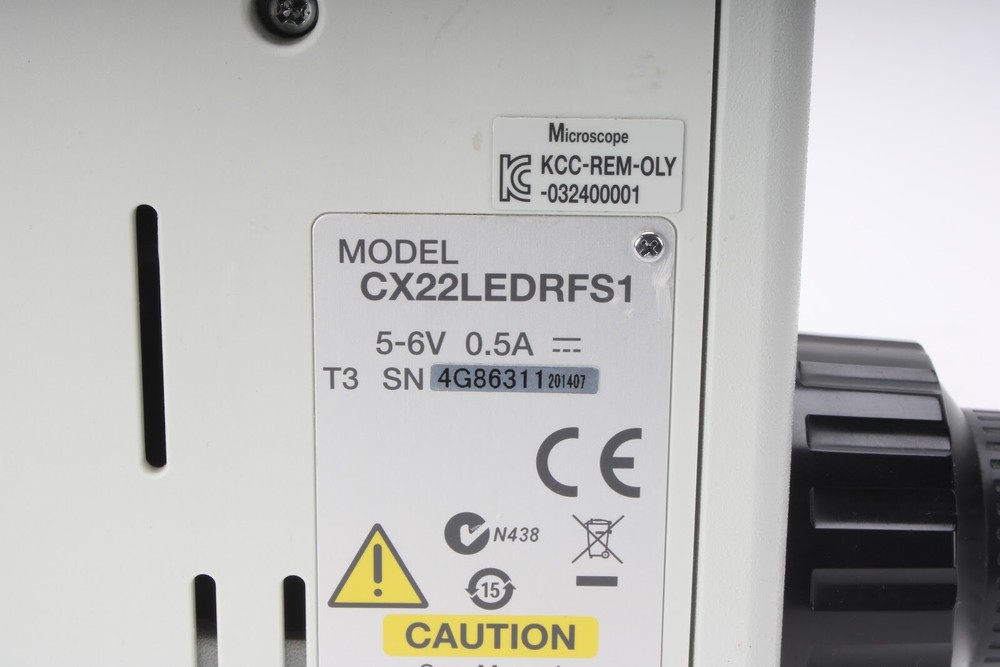 Microscope
KCC-REM-OLY
-032400001
MODEL
CX22LEDRFS1
5-6V 0.5A
T3 SN 4G86311 201407
CE
N438
15
CAUTION